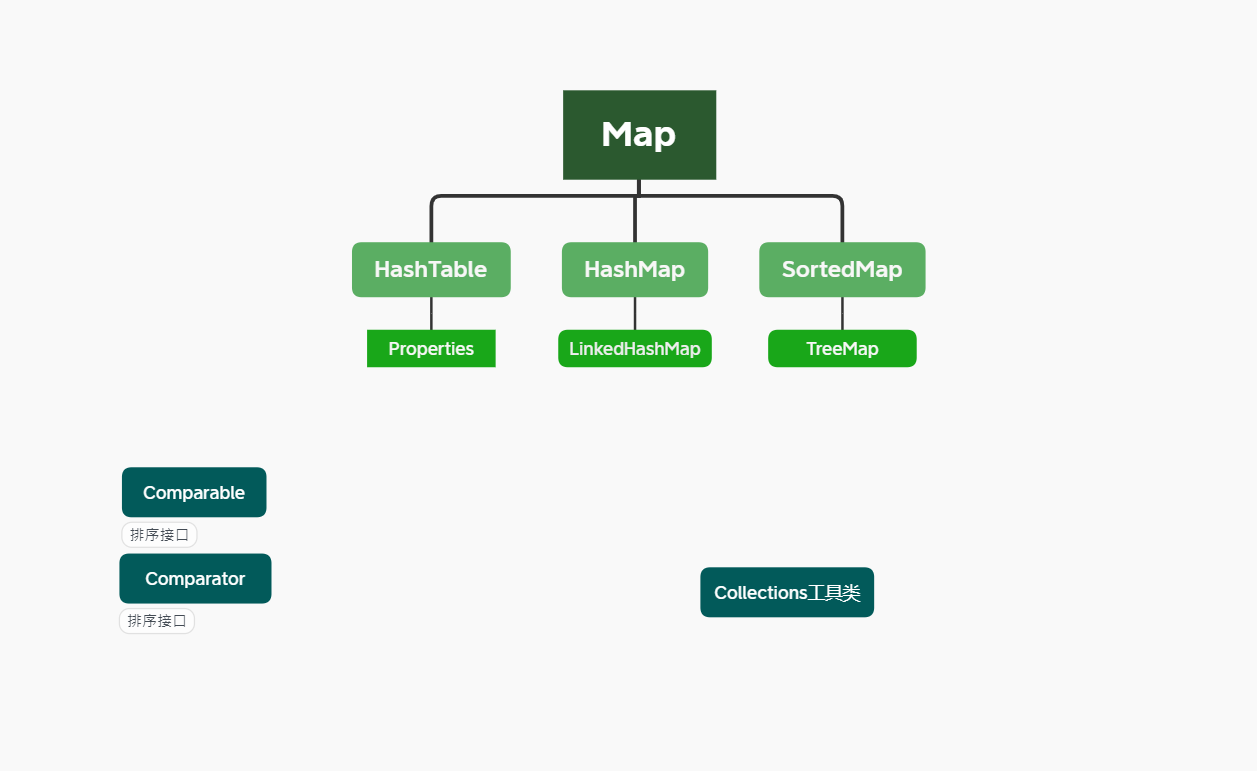 Map
HashTable
HashMap
SortedMap
Properties
LinkedHashMap
TreeMap
Comparable
排序接口
Comparator
排序接口
Collections工具类